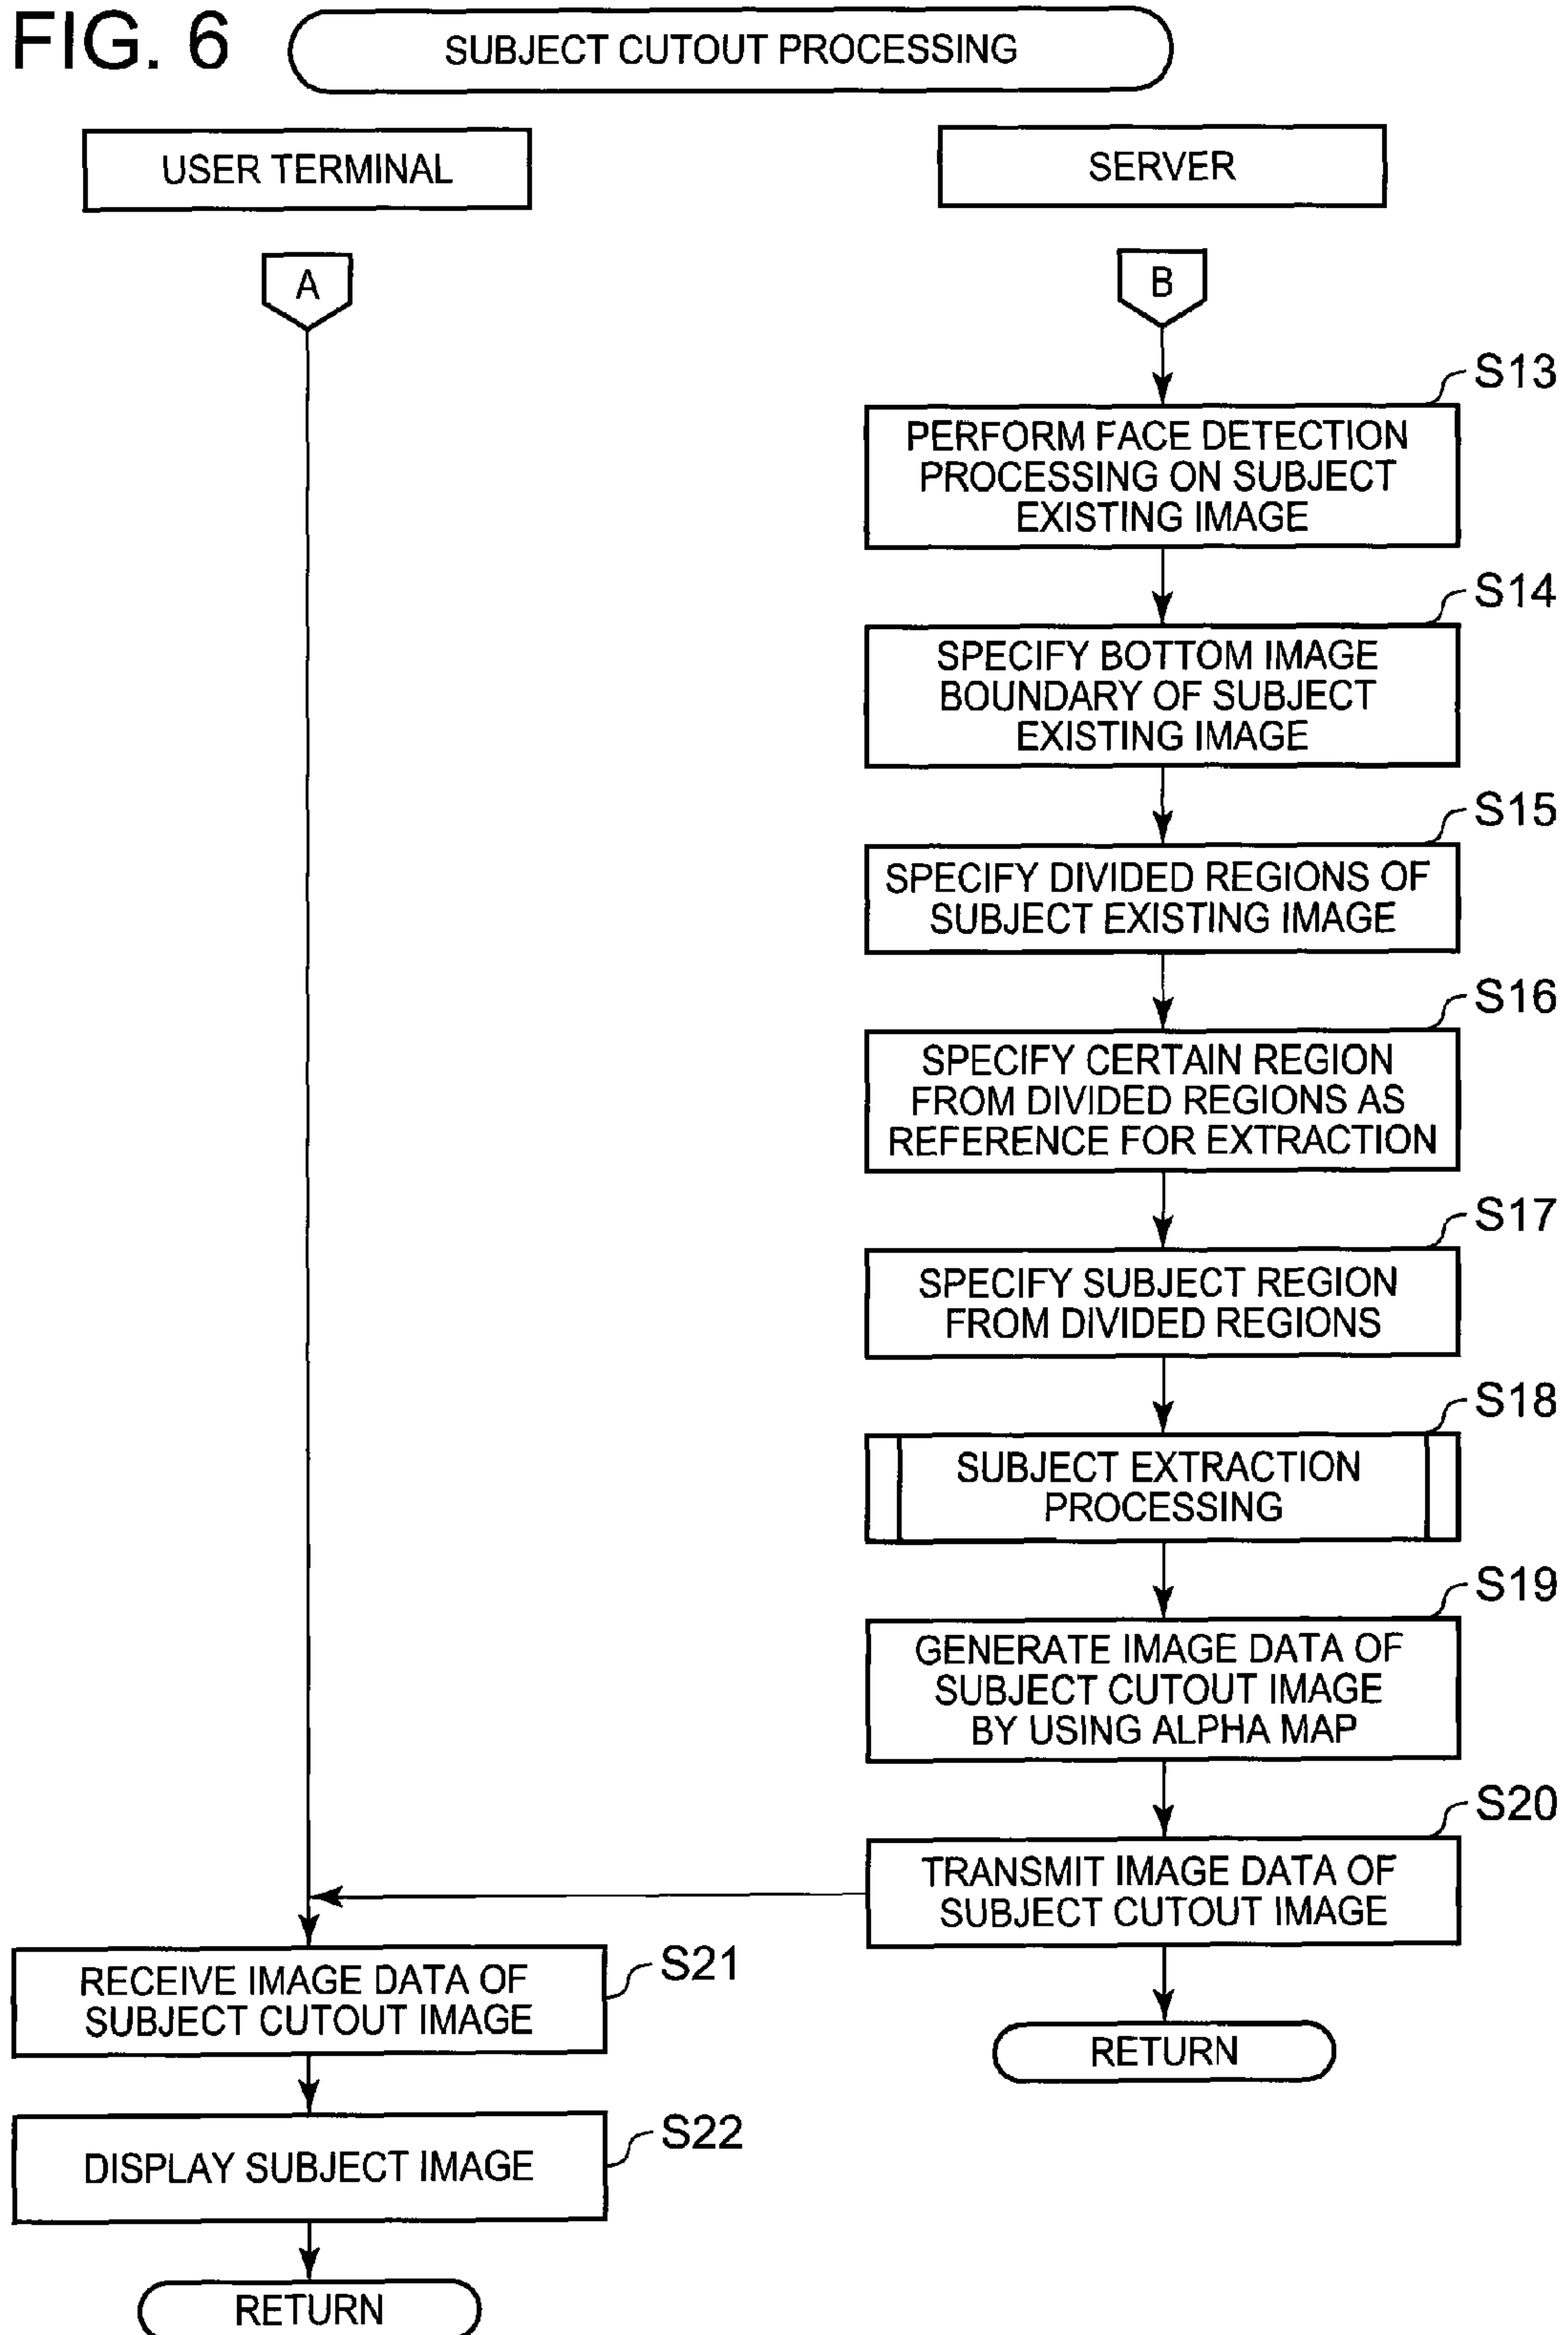 FIG. 6
SUBJECT CUTOUT PROCESSING
USER TERMINAL
SERVER
A
B
S13
PERFORM FACE DETECTION
PROCESSING ON SUBJECT
EXISTING IMAGE
S14
SPECIFY BOTTOM IMAGE
BOUNDARY OF SUBJECT
EXISTING IMAGE
S15
SPECIFY DIVIDED REGIONS OF
SUBJECT EXISTING IMAGE
S16
SPECIFY CERTAIN REGION
FROM DIVIDED REGIONS AS
REFERENCE FOR EXTRACTION
S17
SPECIFY SUBJECT REGION
FROM DIVIDED REGIONS
S18
SUBJECT EXTRACTION
PROCESSING
S19
GENERATE IMAGE DATA OF
SUBJECT CUTOUT IMAGE
BY USING ALPHA MAP
S20
TRANSMIT IMAGE DATA OF
SUBJECT CUTOUT IMAGE
S21
RECEIVE IMAGE DATA OF
SUBJECT CUTOUT IMAGE
RETURN
S22
DISPLAY SUBJECT IMAGE
RETURN